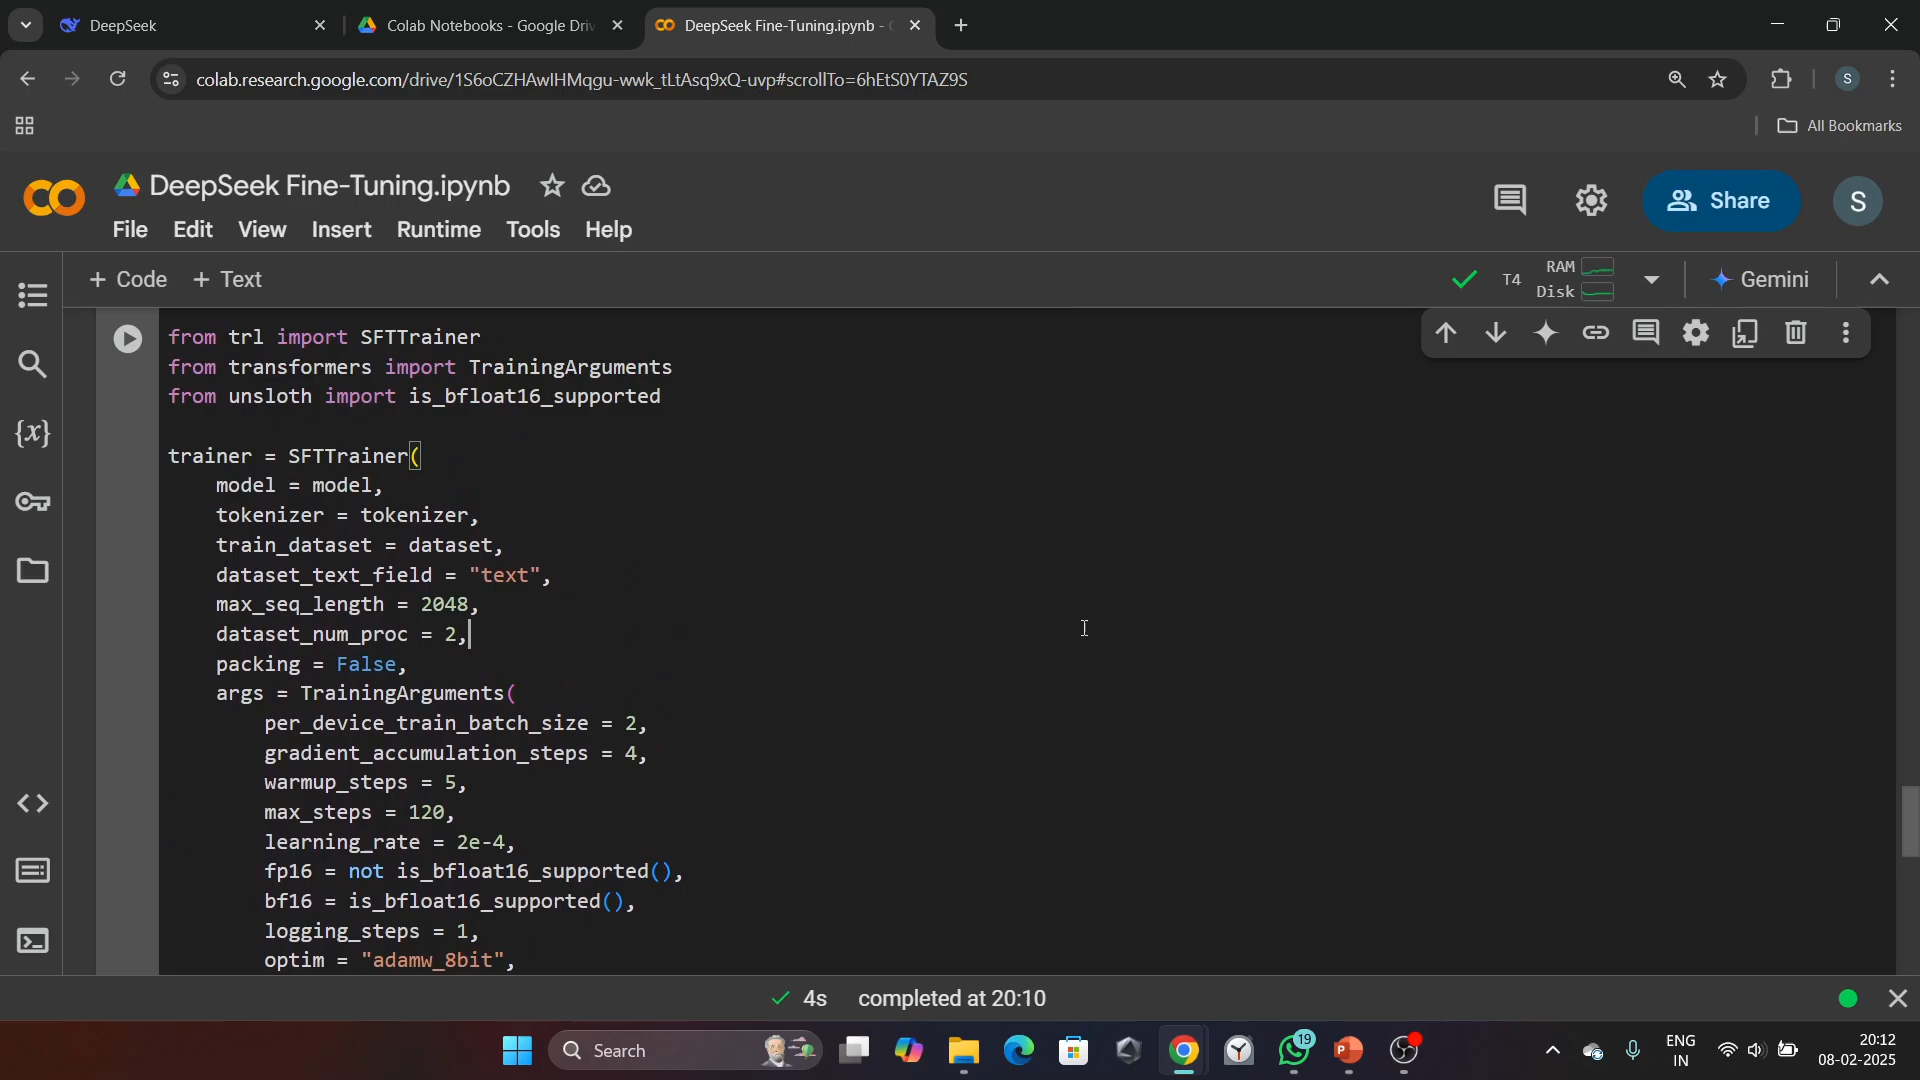 DeepSeek
Colab Notebooks - Google Driv
DeepSeek Fine-Tuning.ipynb -
colab.research.google.com/drive/1S6oCZHAwIHMqgu-wwk_tLtAsq9xQ-uvp#scrollTo=6hEtS0YTAZ9S
S
All Bookmarks
DeepSeek Fine-Tuning.ipynb
File Edit View Insert Runtime Tools Help
Share
S
+ Code + Text
T4
RAM
Disk
Gemini
from trl import SFTTrainer
from transformers import TrainingArguments
from unsloth import is_bfloat16_supported
trainer = SFTTrainer(
model = model,
tokenizer = tokenizer,
train_dataset = dataset,
dataset_text_field = "text",
max_seq_length = 2048,
dataset_num_proc = 2,
packing = False,
args = TrainingArguments(
per_device_train_batch_size = 2,
gradient_accumulation_steps = 4,
warmup_steps = 5,
max_steps = 120,
learning_rate = 2e-4,
fp16 = not is_bfloat16_supported(),
bf16 = is_bfloat16_supported(),
logging_steps = 1,
optim = "adamw_8bit",
4s completed at 20:10
Search
19
ENG
IN
20:12
08-02-2025